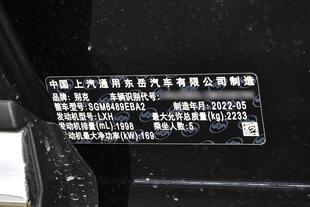 中国上汽通用东岳汽车有限公司制造
品牌:别克 车辆识别代号:
整车型号:SGM6489EBA2 制造年月:2022-05
发动机型号:LXH 最大允许总质量(kg):2233
发动机排量(mL):1998 乘坐人数:5
发动机最大净功率(kW):169